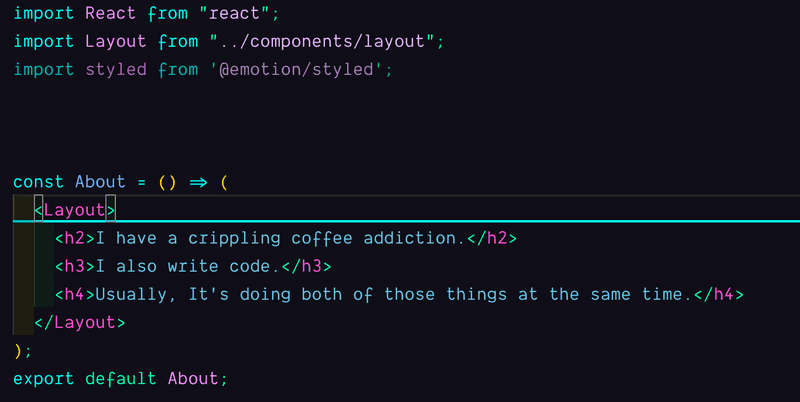 import React from "react";
import Layout from "../components/layout";
import styled from '@emotion/styled';
const About = () => (
<Layout>
<h2>I have a crippling coffee addiction.</h2>
<h3>I also write code.</h3>
<h4>Usually, It's doing both of those things at the same time.</h4>
</Layout>
);
export default About;